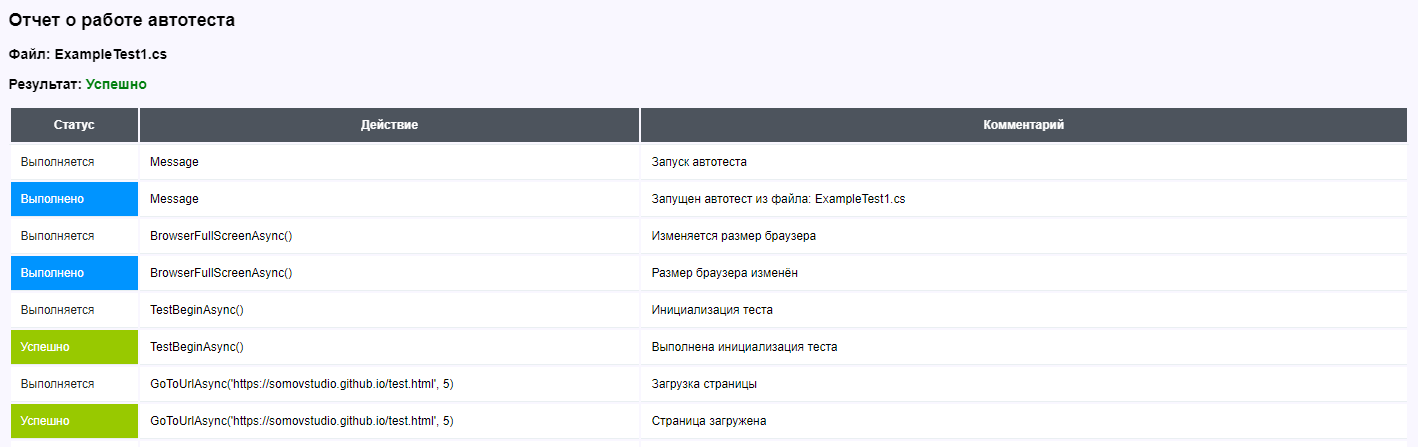 Отчет о работе автотеста
Файл: ExampleTest1.cs
Результат: Успешно
Статус Действие Комментарий
Выполняется Message Запуск автотеста
Выполнено Message Запущен автотест из файла: ExampleTest1.cs
Выполняется BrowserFullScreenAsync() Изменяется размер браузера
Выполнено BrowserFullScreenAsync() Размер браузера изменён
Выполняется TestBeginAsync() Инициализация теста
Успешно TestBeginAsync() Выполнена инициализация теста
Выполняется GoToUrlAsync('https://somovstudio.github.io/test.html', 5) Загрузка страницы
Успешно GoToUrlAsync('https://somovstudio.github.io/test.html', 5) Страница загружена